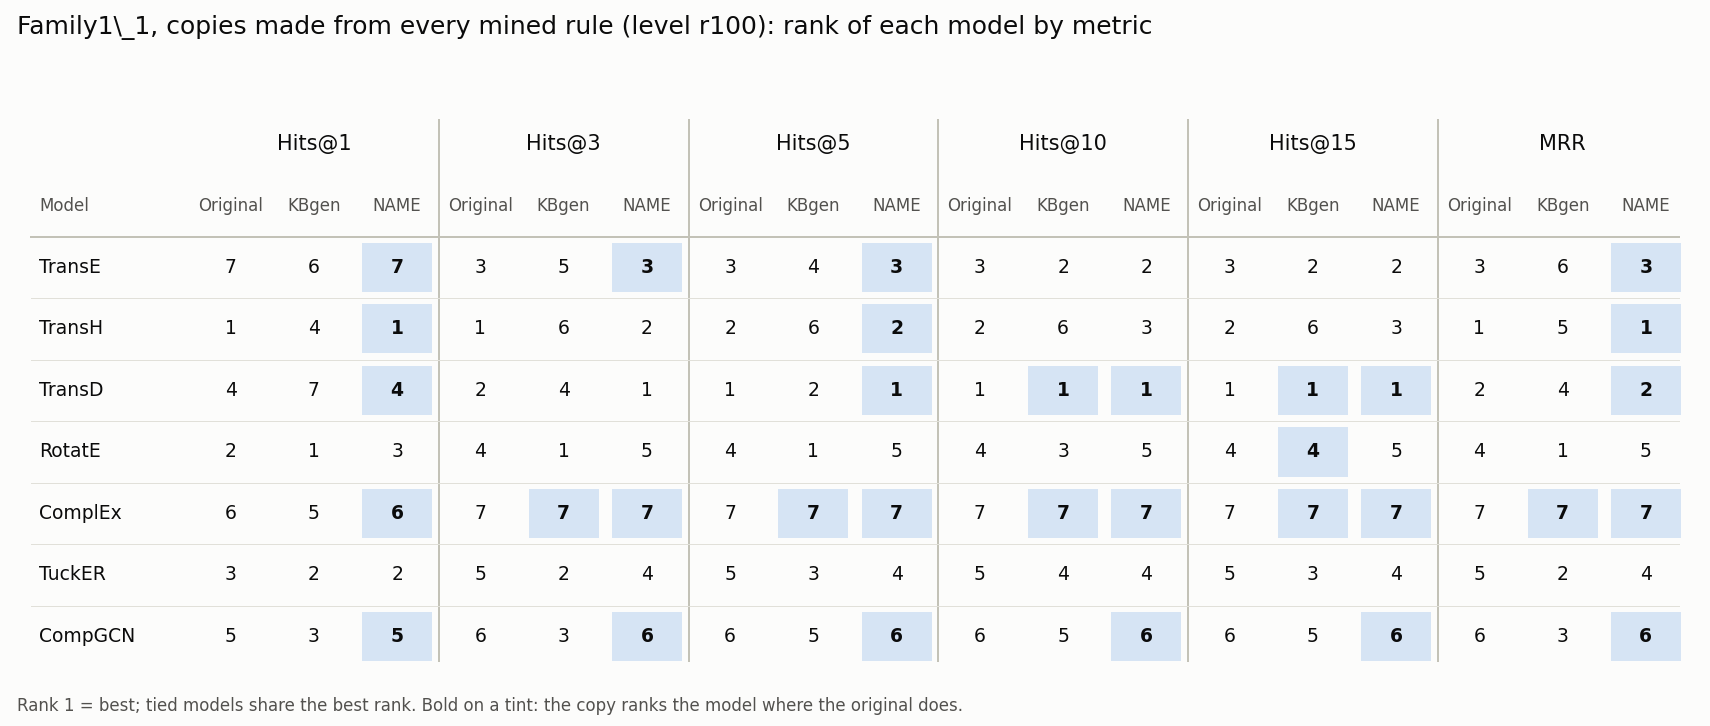 Family1\_1, copies made from every mined rule (level r100): rank of each model by metric
Hits@1 Hits@3 Hits@5 Hits@10 Hits@15 MRR
Model Original KBgen NAME Original KBgen NAME Original KBgen NAME Original KBgen NAME Original KBgen NAME Original KBgen NAME
TransE 7 6 7 3 5 3 3 4 3 3 2 2 3 2 2 3 6 3
TransH 1 4 1 1 6 2 2 6 2 2 6 3 2 6 3 1 5 1
TransD 4 7 4 2 4 1 1 2 1 1 1 1 1 1 1 2 4 2
RotatE 2 1 3 4 1 5 4 1 5 4 3 5 4 4 5 4 1 5
ComplEx 6 5 6 7 7 7 7 7 7 7 7 7 7 7 7 7 7 7
TuckER 3 2 2 5 2 4 5 3 4 5 4 4 5 3 4 5 2 4
CompGCN 5 3 5 6 3 6 6 5 6 6 5 6 6 5 6 6 3 6
Rank 1 = best; tied models share the best rank. Bold on a tint: the copy ranks the model where the original does.